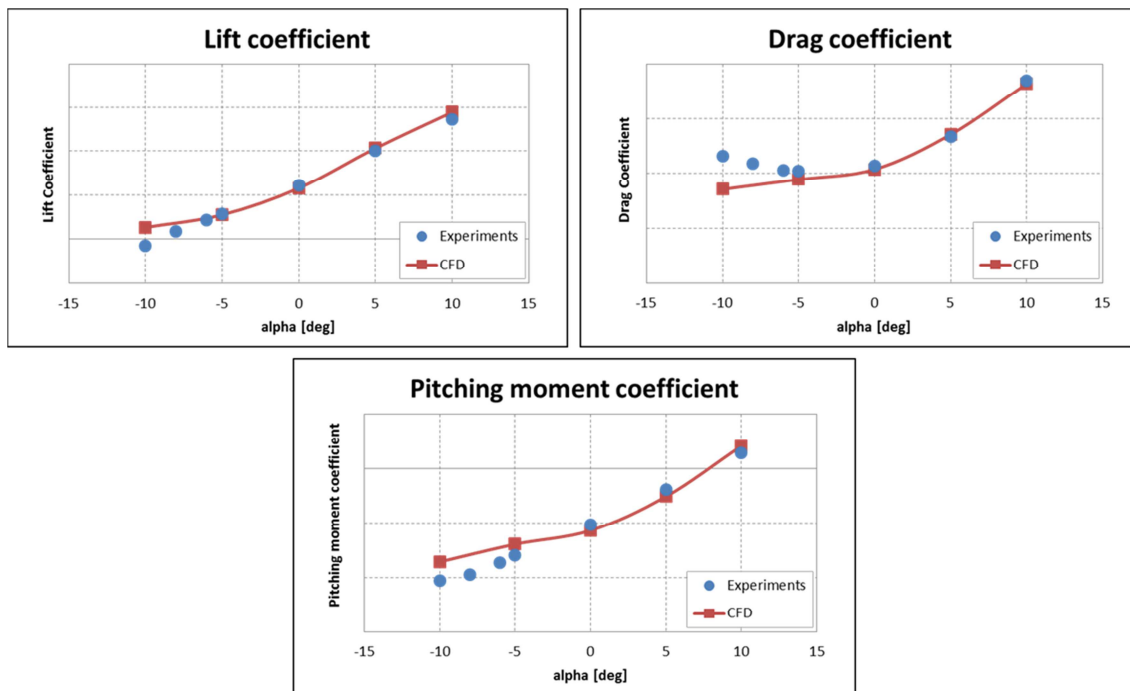 Lift coefficient
Lift Coefficient
Experiments
CFD
-15 -10 -5 0 5 10 15
alpha [deg]
Drag coefficient
Drag Coefficient
Experiments
CFD
-15 -10 -5 0 5 10 15
alpha [deg]
Pitching moment coefficient
Pitching moment coefficient
Experiments
CFD
-15 -10 -5 0 5 10 15
alpha [deg]